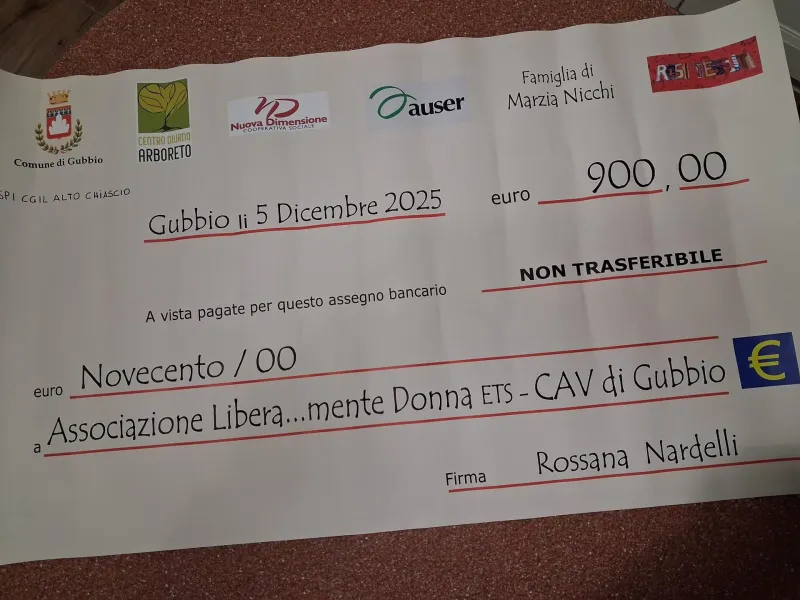 Comune di Gubbio
CENTRO DIURNO
ARBORETO
Nuova Dimensione
COOPERATIVA SOCIALE
auser
Famiglia di
Marzia Nicchi
SPI CGIL ALTO CHIASCIO
Gubbio li 5 Dicembre 2025
euro 900,00
NON TRASFERIBILE
A vista pagate per questo assegno bancario
euro Novecento / 00
€
a Associazione Libera...mente Donna ETS - CAV di Gubbio
Firma Rossana Nardelli